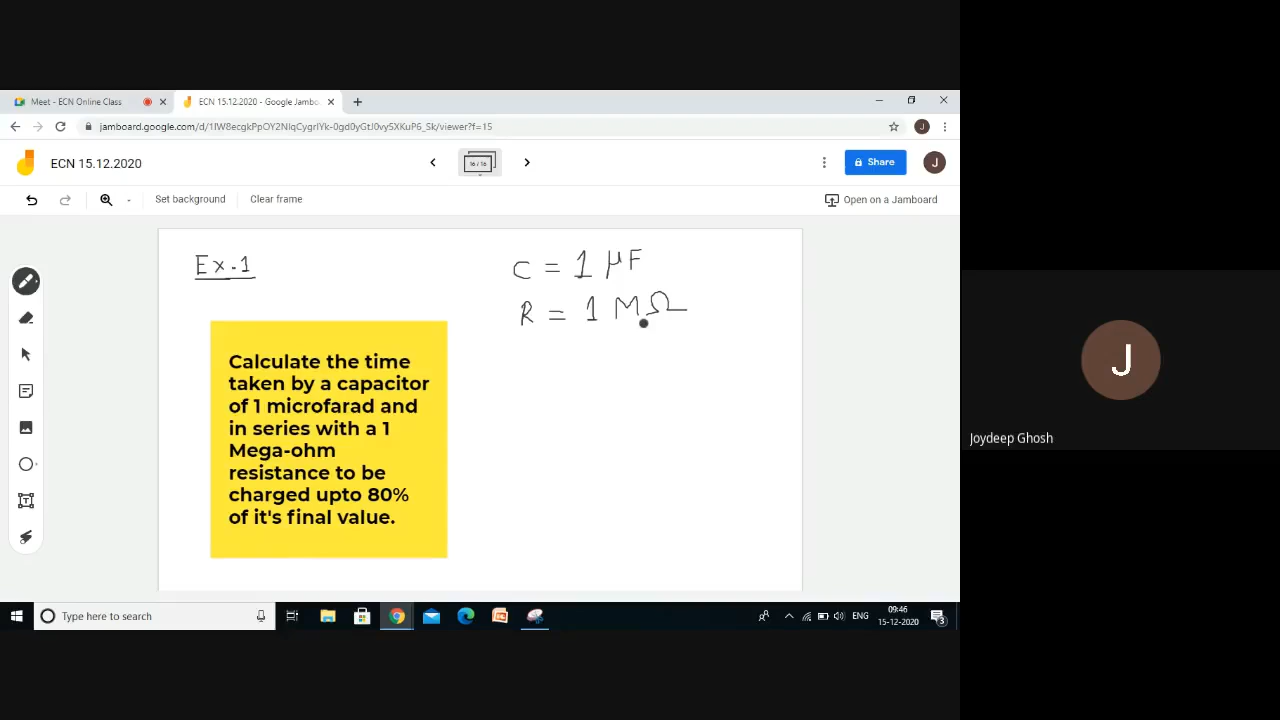 Meet - ECN Online Class
ECN 15.12.2020 - Google Jambo
jamboard.google.com/d/
/viewer?f=15
J
ECN 15.12.2020
16 / 16
Share
J
Set background
Clear frame
Open on a Jamboard
Ex.1
C = 1 μF
R = 1 MΩ
Calculate the time
taken by a capacitor
of 1 microfarad and
in series with a 1
Mega-ohm
resistance to be
charged upto 80%
of it's final value.
J
Joydeep Ghosh
Type here to search
ENG
09:46
15-12-2020
3